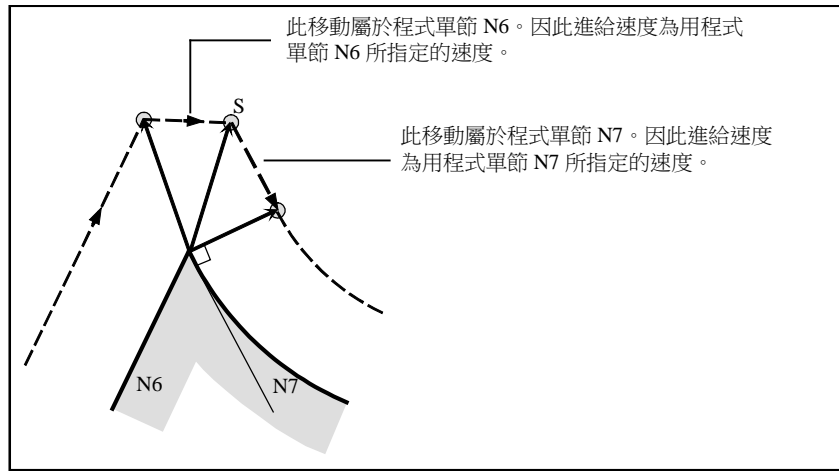 此移動屬於程式單節 N6。因此進給速度為用程式
單節 N6 所指定的速度。
S
此移動屬於程式單節 N7。因此進給速度
為用程式單節 N7 所指定的速度。
N6
N7